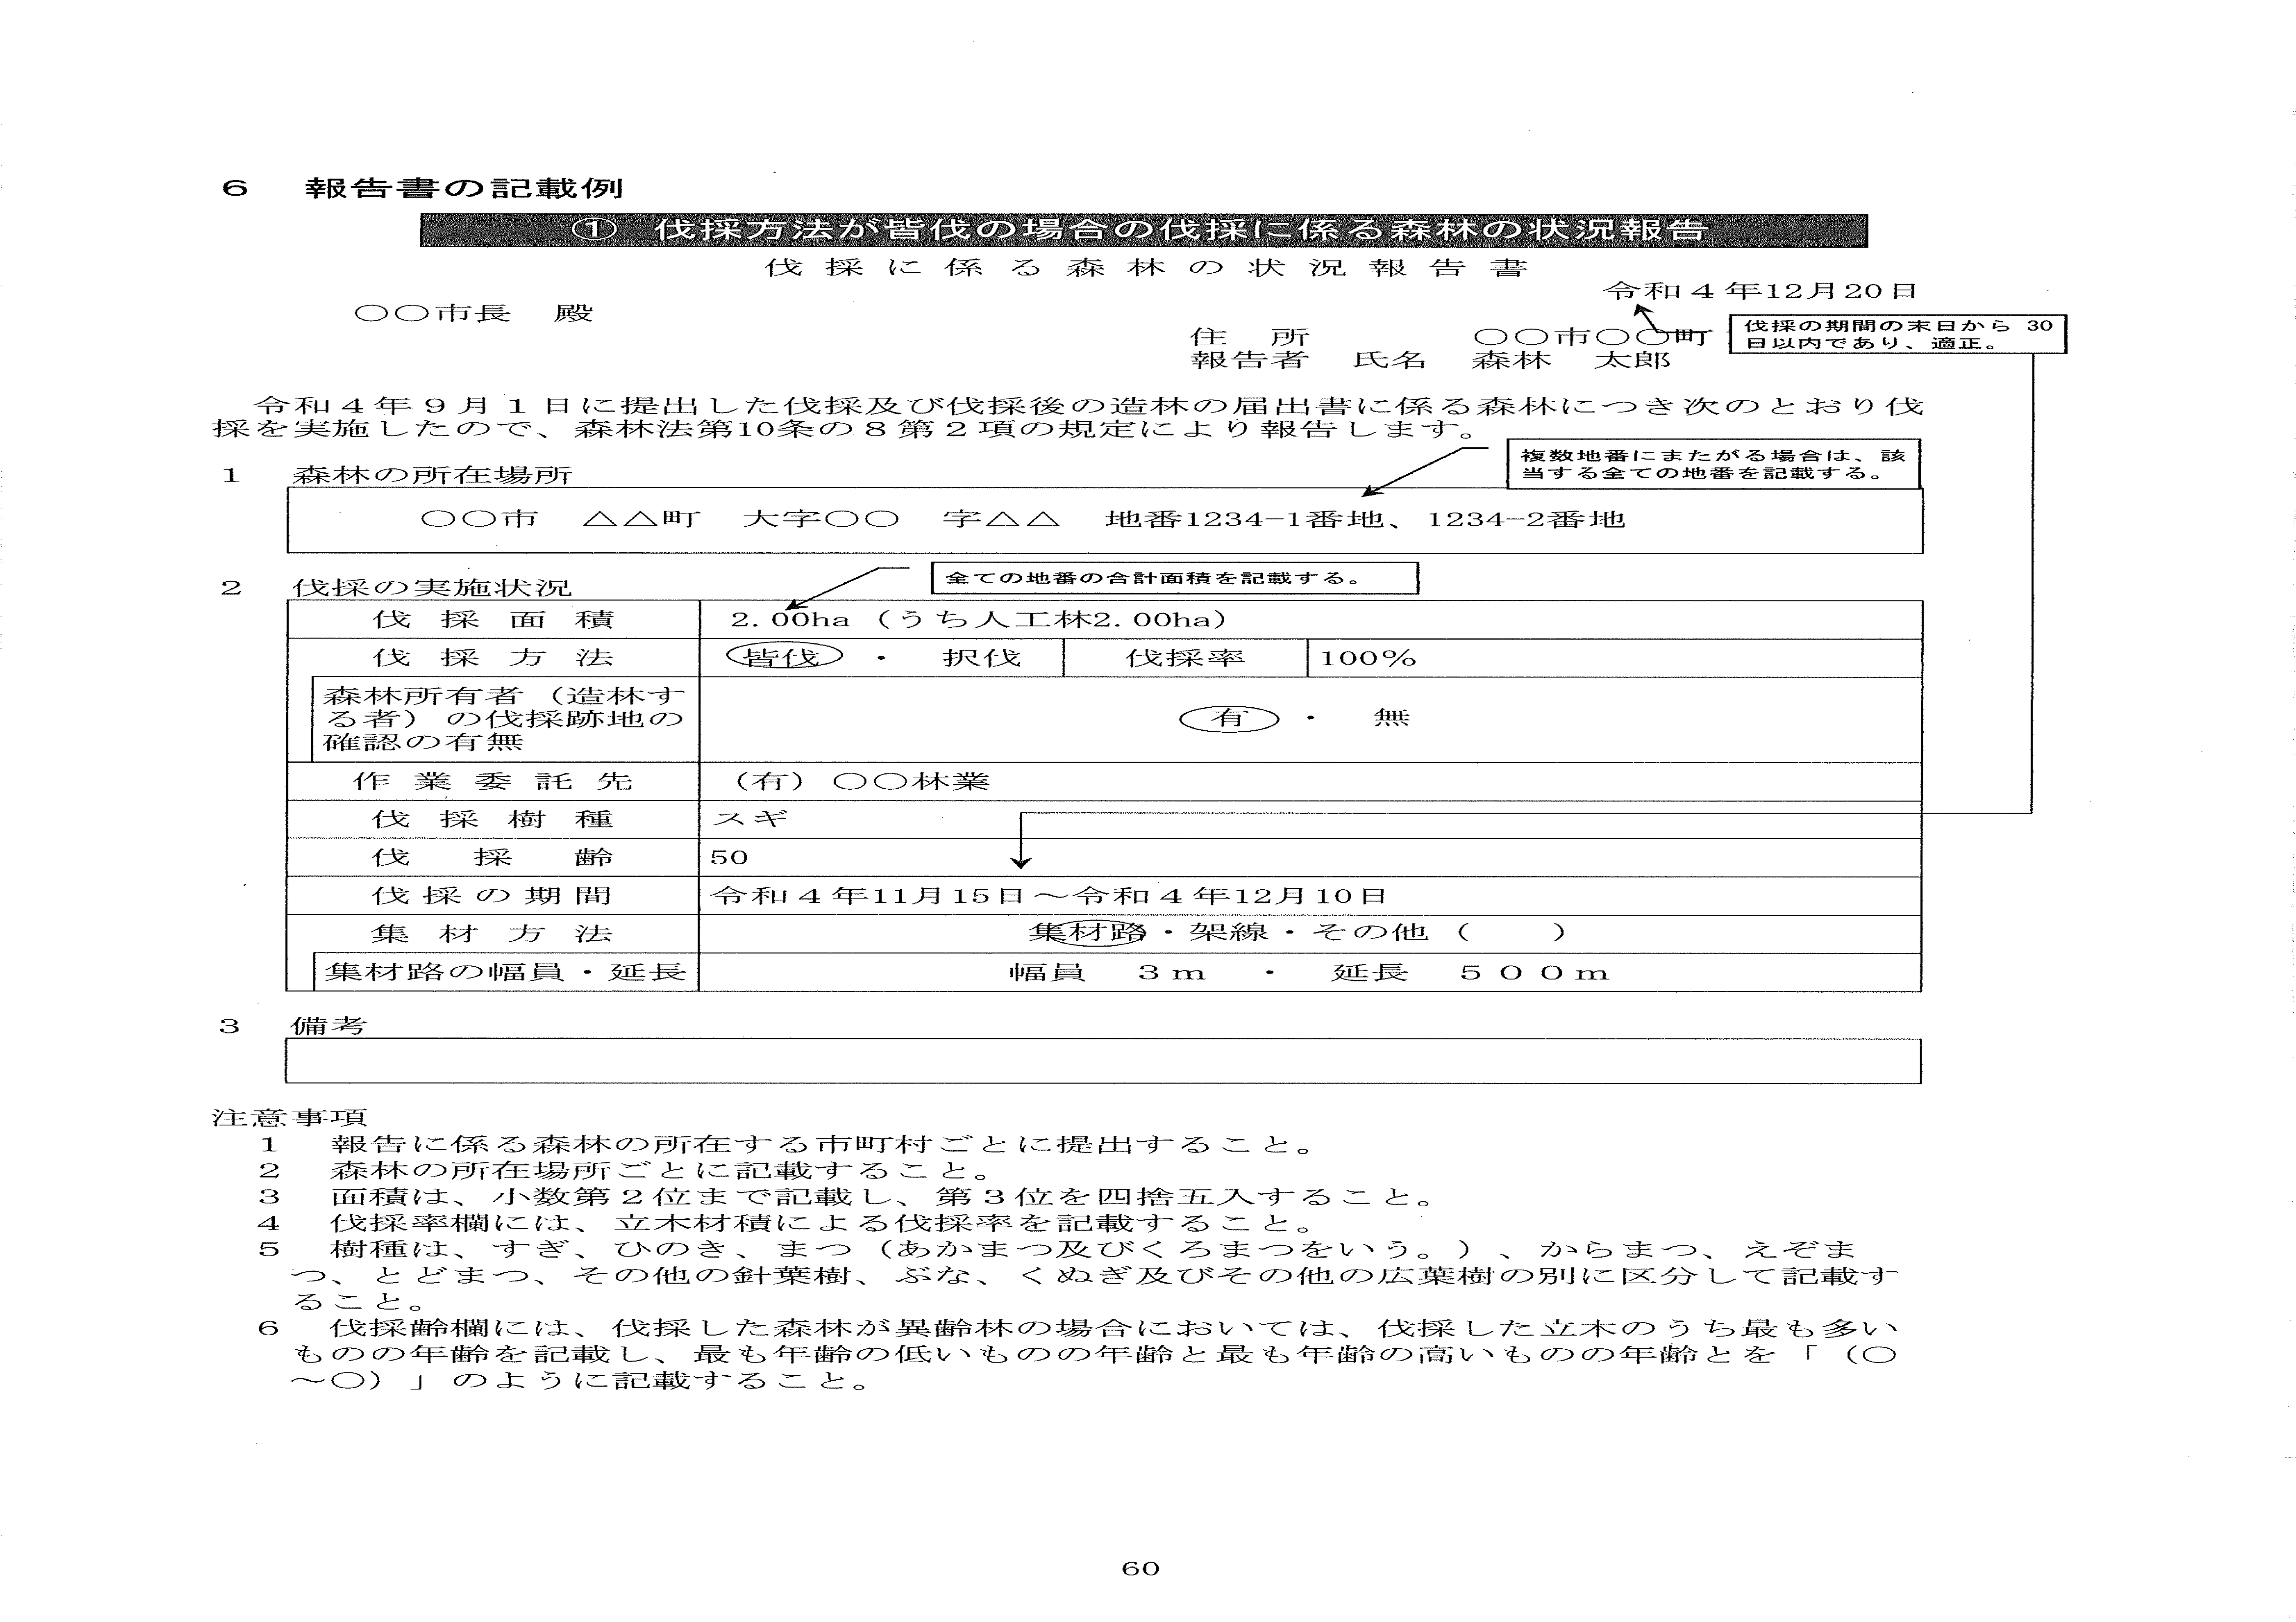 6　報告書の記載例
①　伐採方法が皆伐の場合の伐採に係る森林の状況報告
伐採に係る森林の状況報告書
令和４年12月20日
○○市長　殿
伐採の期間の末日から 30
日以内であり、適正。
住　所　　　　○○市○○町
報告者　氏名　森林　太郎
令和４年９月１日に提出した伐採及び伐採後の造林の届出書に係る森林につき次のとおり伐
採を実施したので、森林法第10条の８第２項の規定により報告します。
複数地番にまたがる場合は、該
当する全ての地番を記載する。
1　森林の所在場所
○○市　△△町　大字○○　字△△　地番1234-1番地、1234-2番地
全ての地番の合計面積を記載する。
2　伐採の実施状況
伐採面積　2.00ha（うち人工林2.00ha）
伐採方法　皆伐　・　択伐　伐採率　100%
森林所有者（造林す
る者）の伐採跡地の
確認の有無
有　・　無
作業委託先　（有）○○林業
伐採樹種　スギ
伐採齢　50
伐採の期間　令和４年11月15日～令和４年12月10日
集材方法　集材路・架線・その他（　　）
集材路の幅員・延長　幅員　３ｍ　・　延長　５００ｍ
3　備考
注意事項
1　報告に係る森林の所在する市町村ごとに提出すること。
2　森林の所在場所ごとに記載すること。
3　面積は、小数第２位まで記載し、第３位を四捨五入すること。
4　伐採率欄には、立木材積による伐採率を記載すること。
5　樹種は、すぎ、ひのき、まつ（あかまつ及びくろまつをいう。）、からまつ、えぞま
つ、とどまつ、その他の針葉樹、ぶな、くぬぎ及びその他の広葉樹の別に区分して記載す
ること。
6　伐採齢欄には、伐採した森林が異齢林の場合においては、伐採した立木のうち最も多い
ものの年齢を記載し、最も年齢の低いものの年齢と最も年齢の高いものの年齢とを「（○
～○）」のように記載すること。
60